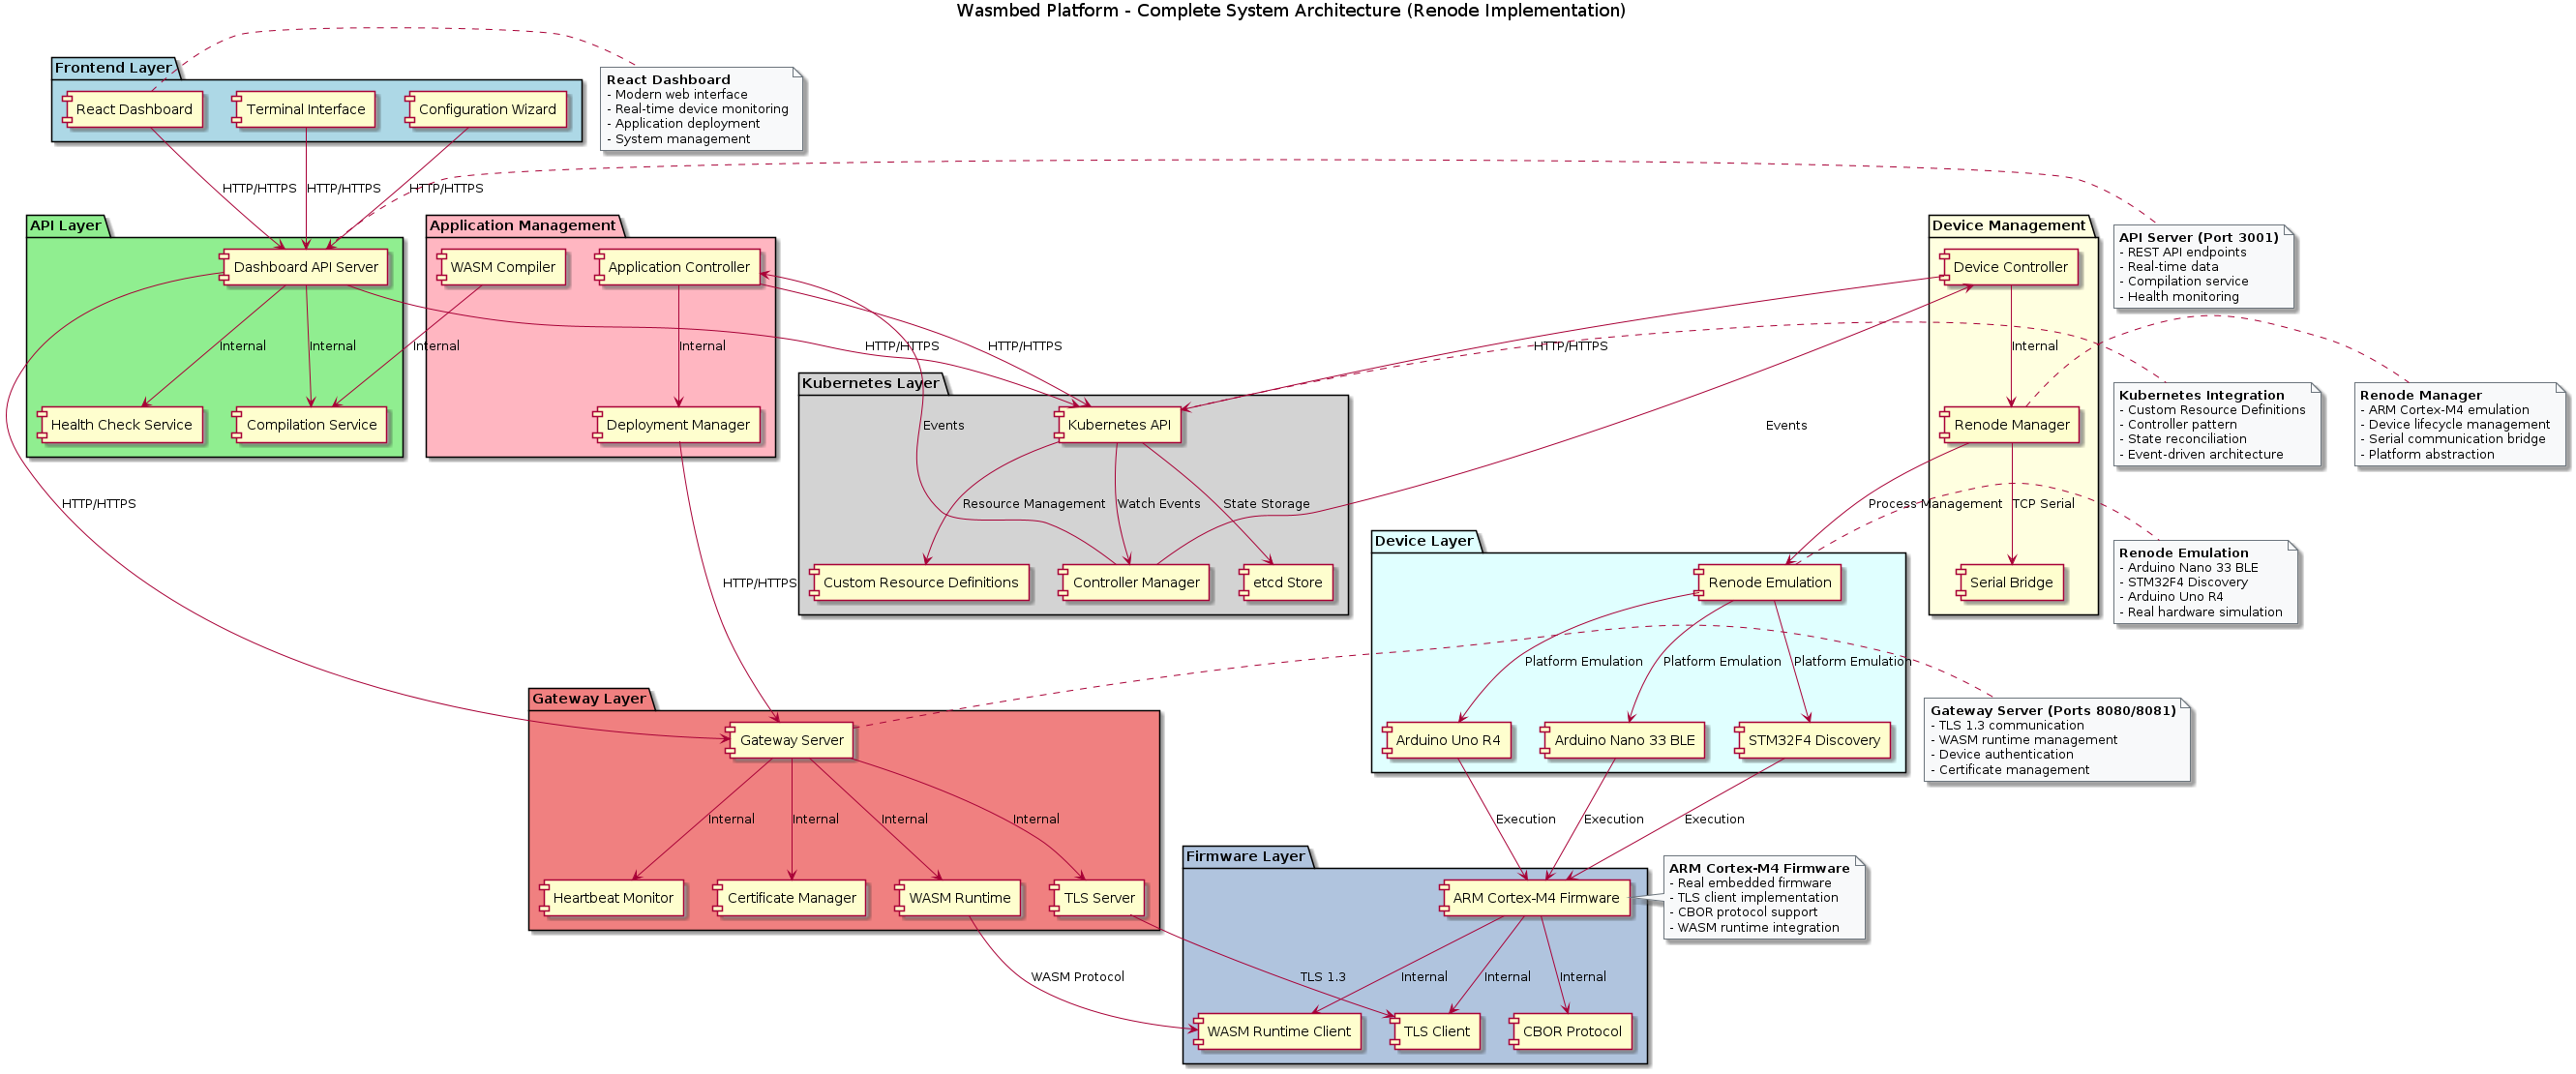 Wasmbed Platform - Complete System Architecture (Renode Implementation)
Frontend Layer
React Dashboard
Terminal Interface
Configuration Wizard
React Dashboard
- Modern web interface
- Real-time device monitoring
- Application deployment
- System management
HTTP/HTTPS
HTTP/HTTPS
HTTP/HTTPS
API Layer
Dashboard API Server
Internal
Internal
Health Check Service
Compilation Service
Application Management
WASM Compiler
Application Controller
Internal
Internal
Deployment Manager
HTTP/HTTPS
HTTP/HTTPS
HTTP/HTTPS
Device Management
Device Controller
Internal
Renode Manager
Process Management
TCP Serial
Serial Bridge
API Server (Port 3001)
- REST API endpoints
- Real-time data
- Compilation service
- Health monitoring
Kubernetes Layer
Kubernetes API
Events
Events
Resource Management
Watch Events
State Storage
Custom Resource Definitions
Controller Manager
etcd Store
Kubernetes Integration
- Custom Resource Definitions
- Controller pattern
- State reconciliation
- Event-driven architecture
Renode Manager
- ARM Cortex-M4 emulation
- Device lifecycle management
- Serial communication bridge
- Platform abstraction
HTTP/HTTPS
HTTP/HTTPS
Device Layer
Renode Emulation
Platform Emulation
Platform Emulation
Platform Emulation
Arduino Uno R4
Arduino Nano 33 BLE
STM32F4 Discovery
Renode Emulation
- Arduino Nano 33 BLE
- STM32F4 Discovery
- Arduino Uno R4
- Real hardware simulation
Gateway Layer
Gateway Server
Internal
Internal
Internal
Internal
Heartbeat Monitor
Certificate Manager
WASM Runtime
TLS Server
Gateway Server (Ports 8080/8081)
- TLS 1.3 communication
- WASM runtime management
- Device authentication
- Certificate management
Execution
Execution
Execution
Firmware Layer
ARM Cortex-M4 Firmware
ARM Cortex-M4 Firmware
- Real embedded firmware
- TLS client implementation
- CBOR protocol support
- WASM runtime integration
WASM Protocol
TLS 1.3
Internal
Internal
Internal
WASM Runtime Client
TLS Client
CBOR Protocol